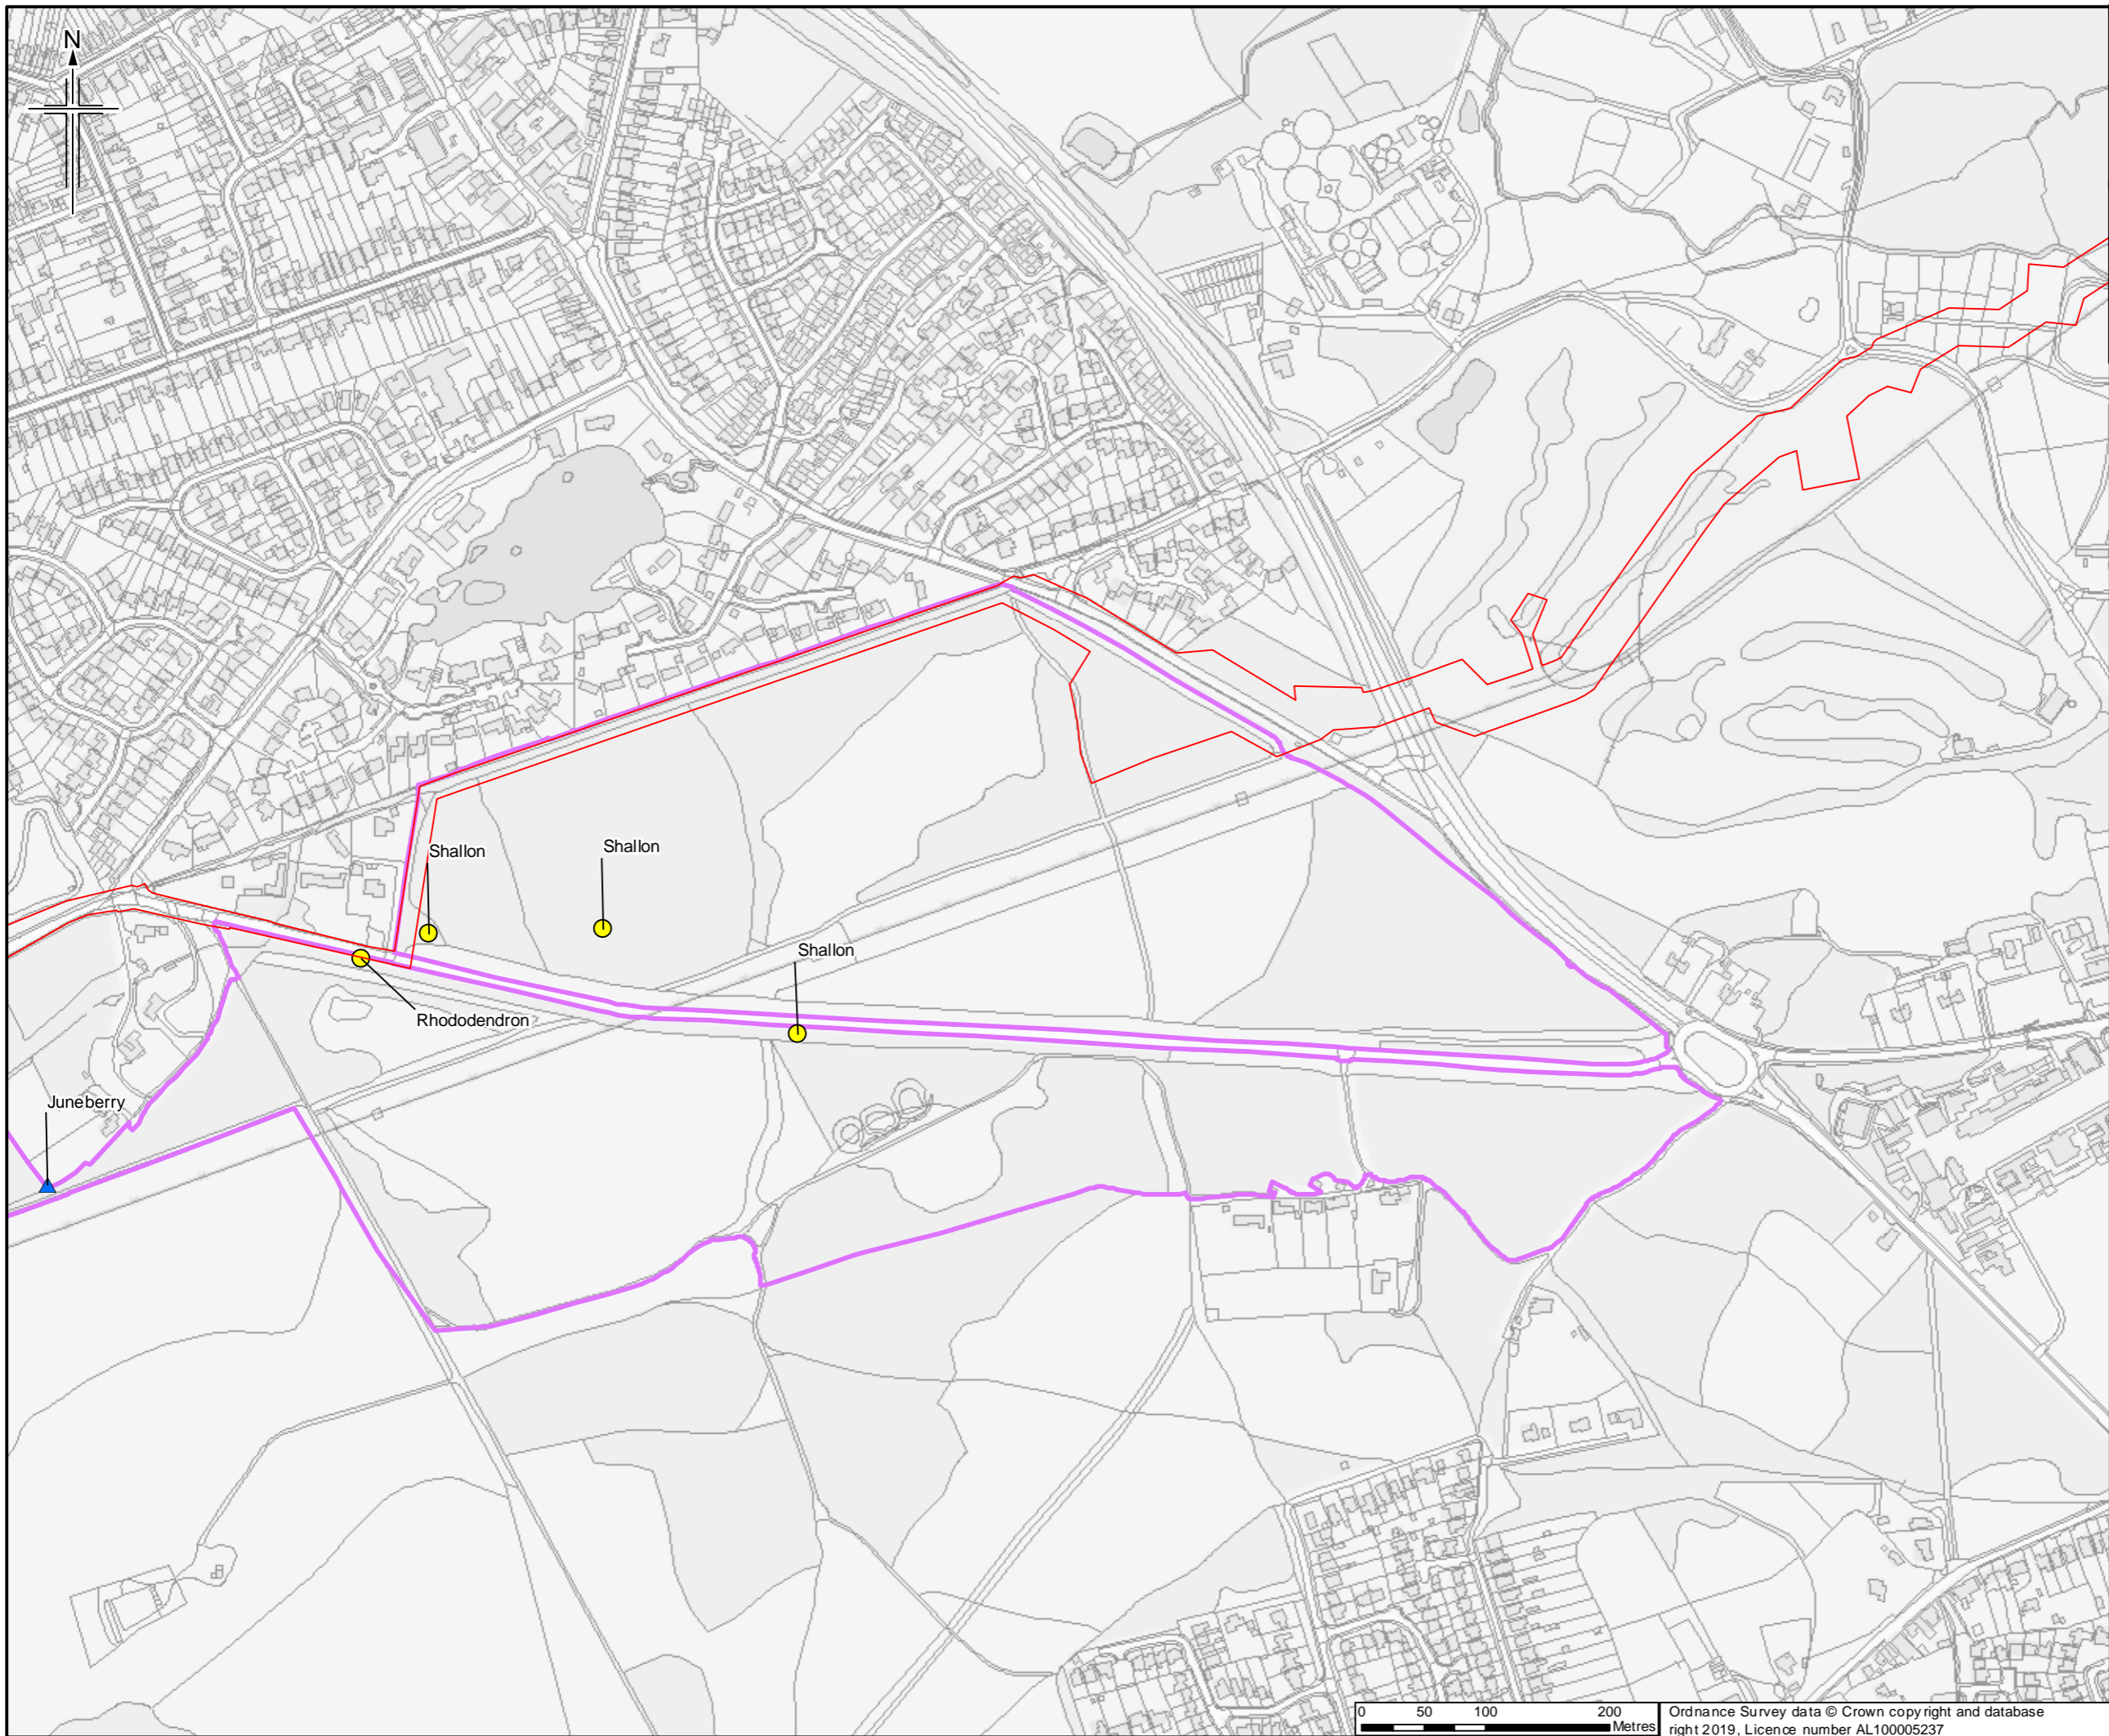 N
Shallon
Shallon
Shallon
Rhododendron
Juneberry
0 50 100 200
Metres
Ordnance Survey data © Crown copyright and database
right 2019, Licence number AL100005237